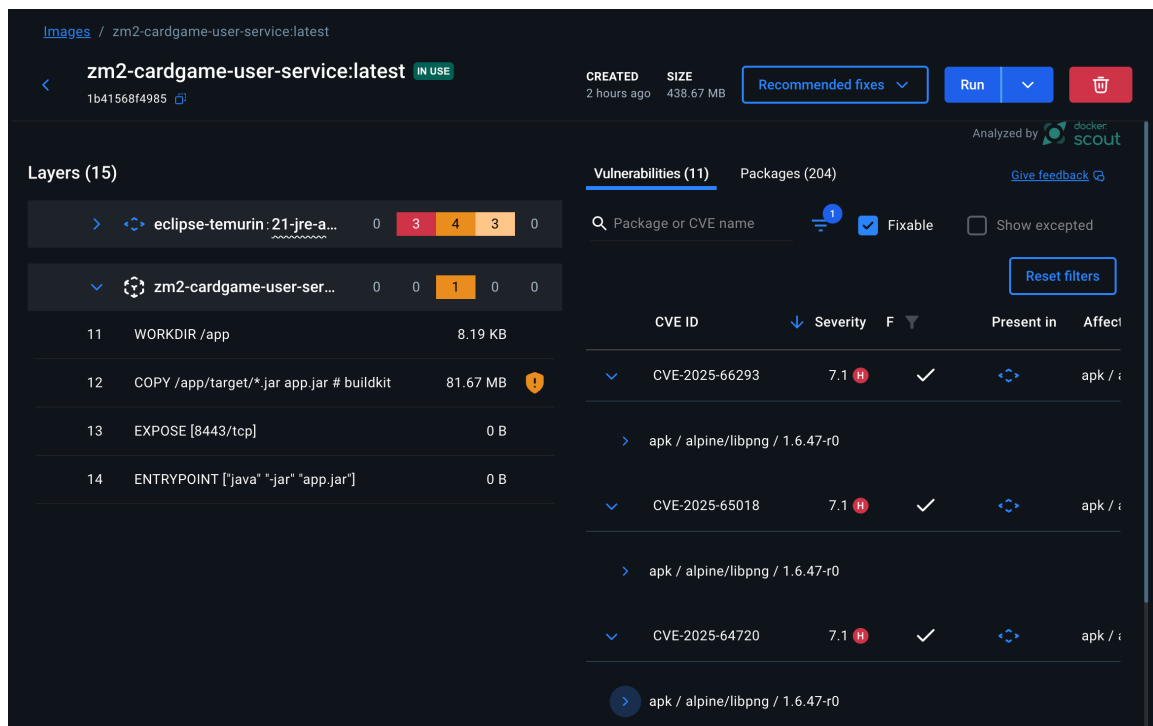 Images / zm2-cardgame-user-service:latest
zm2-cardgame-user-service:latest IN USE
1b41568f4985
CREATED SIZE
2 hours ago 438.67 MB
Recommended fixes
Run
Analyzed by docker scout
Layers (15)
eclipse-temurin:21-jre-a... 0 3 4 3 0
zm2-cardgame-user-ser... 0 0 1 0 0
11 WORKDIR /app 8.19 KB
12 COPY /app/target/*.jar app.jar # buildkit 81.67 MB
13 EXPOSE [8443/tcp] 0 B
14 ENTRYPOINT ["java" "-jar" "app.jar"] 0 B
Vulnerabilities (11) Packages (204) Give feedback
Package or CVE name 1 Fixable Show excepted
Reset filters
CVE ID Severity F Present in Affect
CVE-2025-66293 7.1 H apk /
apk / alpine/libpng / 1.6.47-r0
CVE-2025-65018 7.1 H apk /
apk / alpine/libpng / 1.6.47-r0
CVE-2025-64720 7.1 H apk /
apk / alpine/libpng / 1.6.47-r0